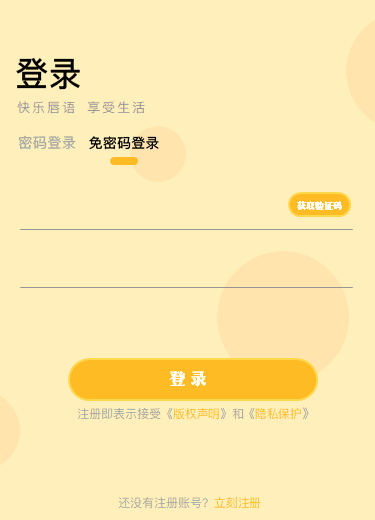 登录
快乐唇语 享受生活
密码登录 免密码登录
获取验证码
登录
注册即表示接受《版权声明》和《隐私保护》
还没有注册账号？立刻注册